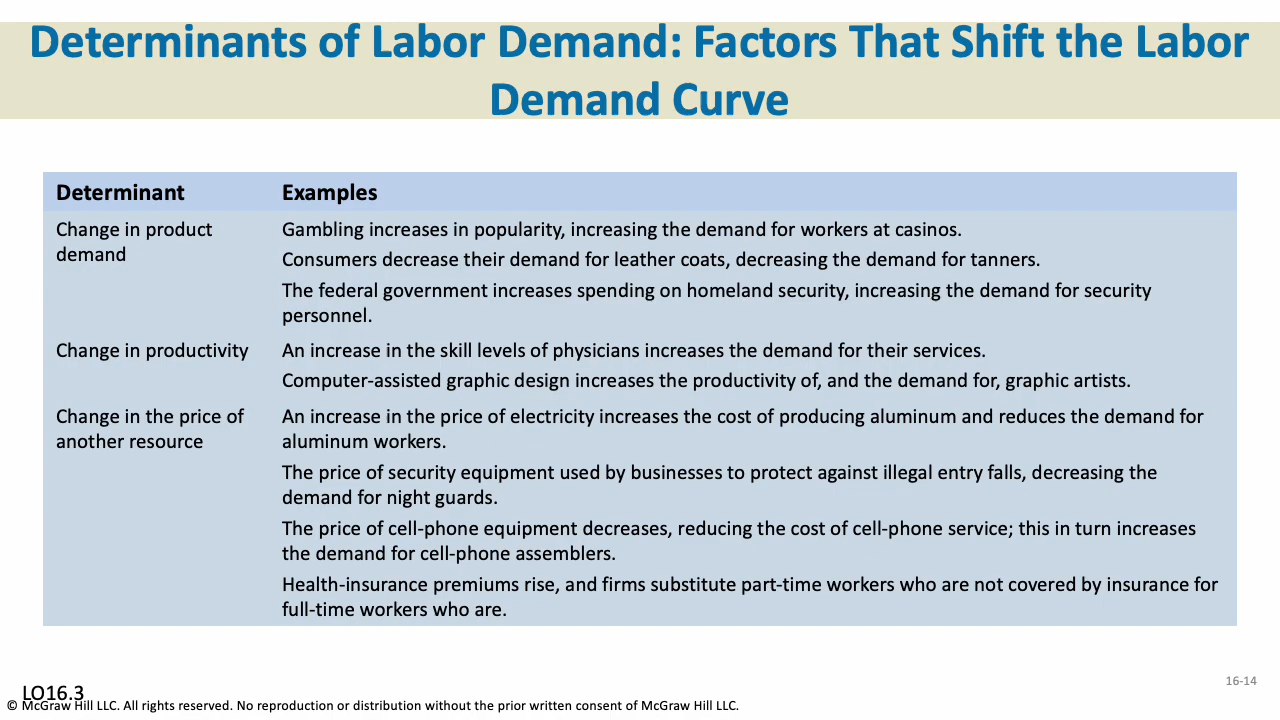 Determinants of Labor Demand: Factors That Shift the Labor
Demand Curve
Determinant Examples
Change in product
demand
Gambling increases in popularity, increasing the demand for workers at casinos.
Consumers decrease their demand for leather coats, decreasing the demand for tanners.
The federal government increases spending on homeland security, increasing the demand for security
personnel.
Change in productivity
An increase in the skill levels of physicians increases the demand for their services.
Computer-assisted graphic design increases the productivity of, and the demand for, graphic artists.
Change in the price of
another resource
An increase in the price of electricity increases the cost of producing aluminum and reduces the demand for
aluminum workers.
The price of security equipment used by businesses to protect against illegal entry falls, decreasing the
demand for night guards.
The price of cell-phone equipment decreases, reducing the cost of cell-phone service; this in turn increases
the demand for cell-phone assemblers.
Health-insurance premiums rise, and firms substitute part-time workers who are not covered by insurance for
full-time workers who are.
16-14
LO16.3
© McGraw Hill LLC. All rights reserved. No reproduction or distribution without the prior written consent of McGraw Hill LLC.